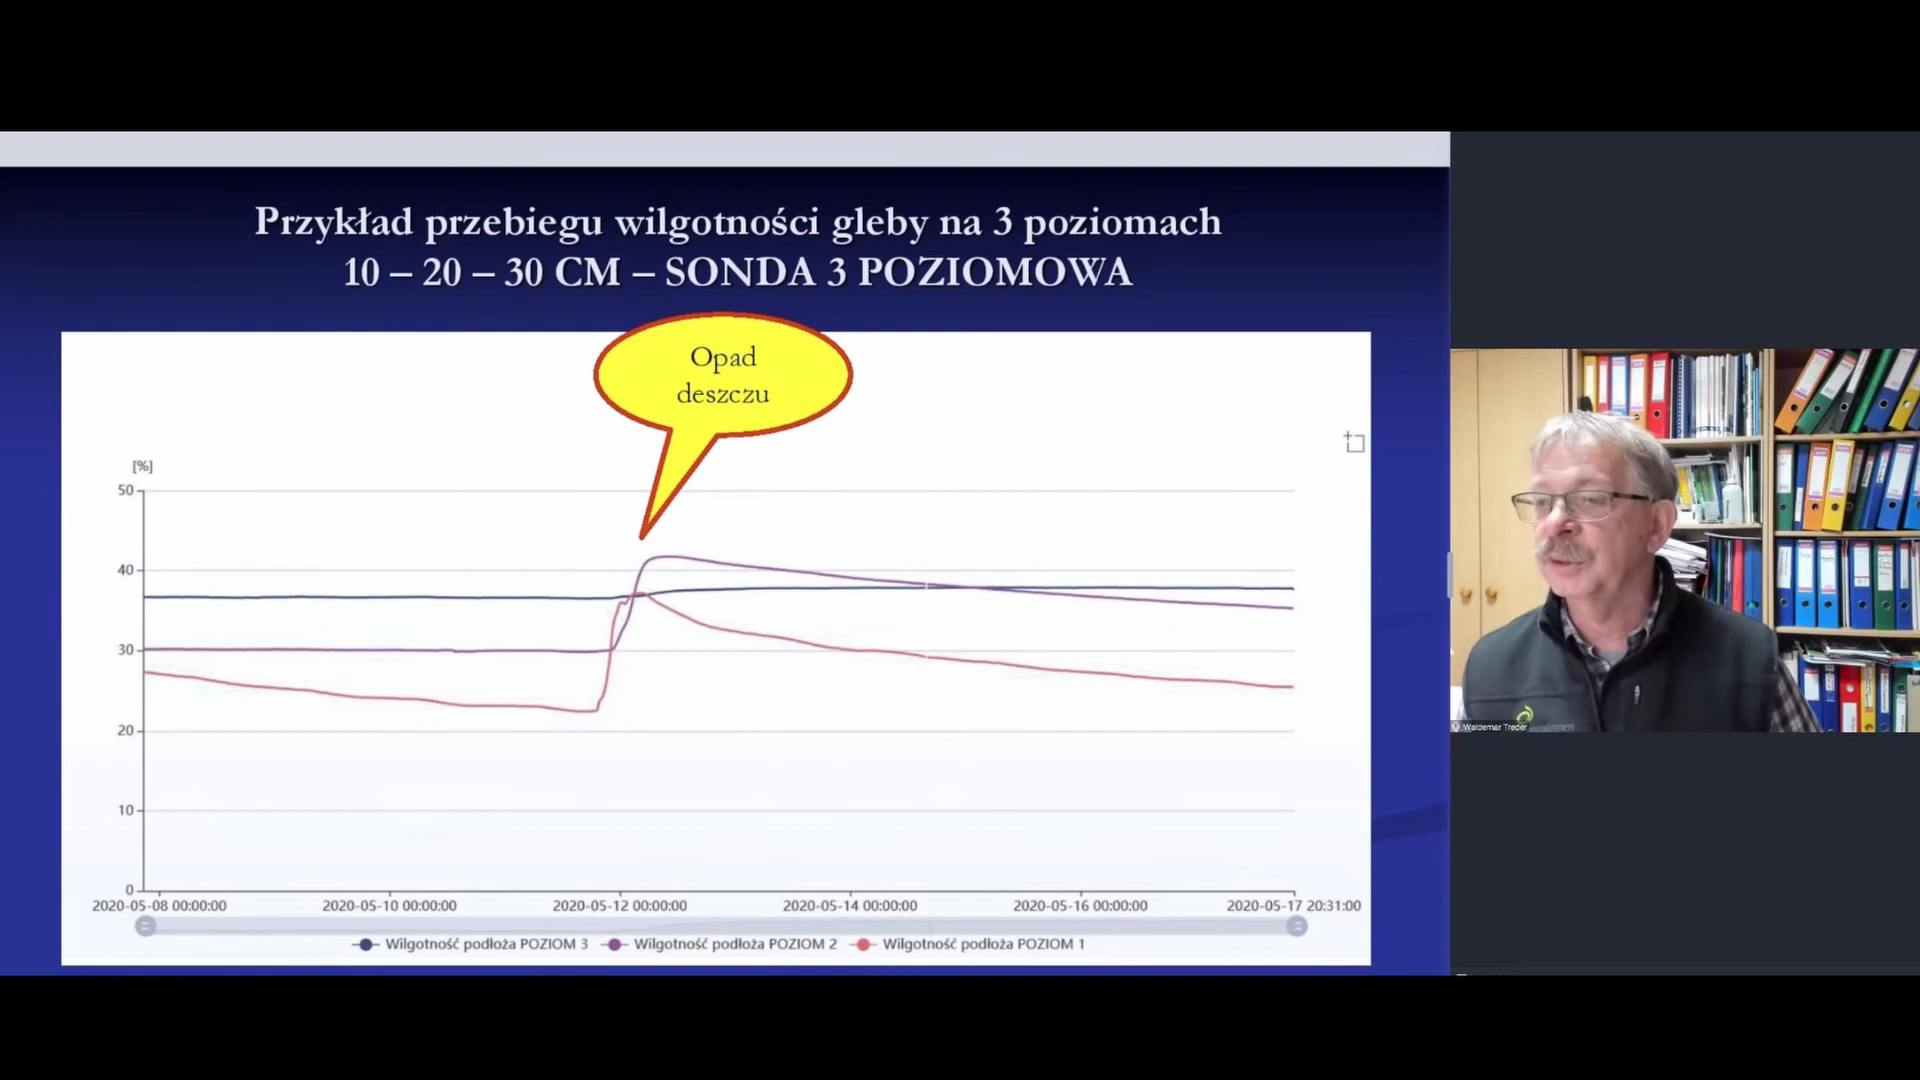 Przykład przebiegu wilgotności gleby na 3 poziomach
10 – 20 – 30 CM – SONDA 3 POZIOMOWA
Opad
deszczu
[%]
50
40
30
20
10
0
2020-05-08 00:00:00 2020-05-10 00:00:00 2020-05-12 00:00:00 2020-05-14 00:00:00 2020-05-16 00:00:00 2020-05-17 20:31:00
Wilgotność podłoża POZIOM 3 Wilgotność podłoża POZIOM 2 Wilgotność podłoża POZIOM 1
Waldemar Treder